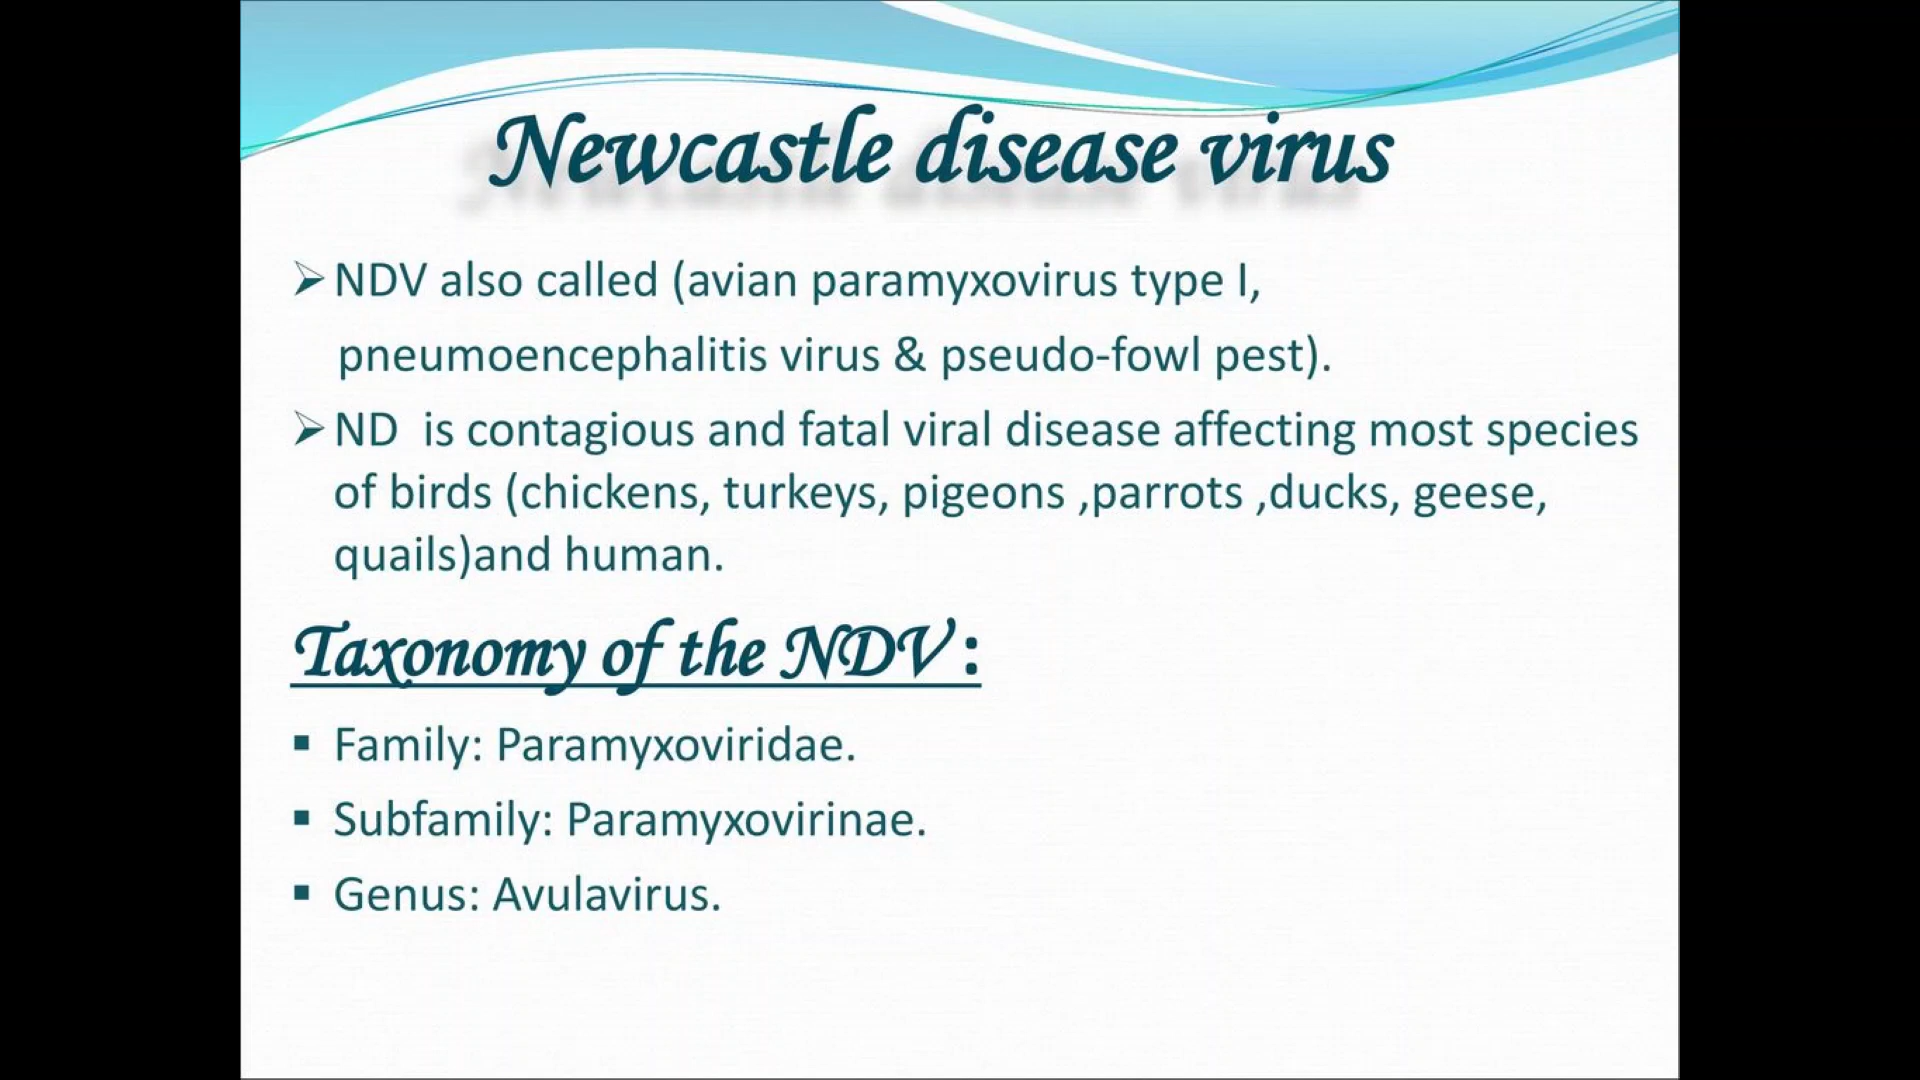 Newcastle disease virus
NDV also called (avian paramyxovirus type I,
pneumoencephalitis virus & pseudo-fowl pest).
ND  is contagious and fatal viral disease affecting most species
of birds (chickens, turkeys, pigeons ,parrots ,ducks, geese,
quails)and human.
Taxonomy of the NDV :
Family: Paramyxoviridae.
Subfamily: Paramyxovirinae.
Genus: Avulavirus.